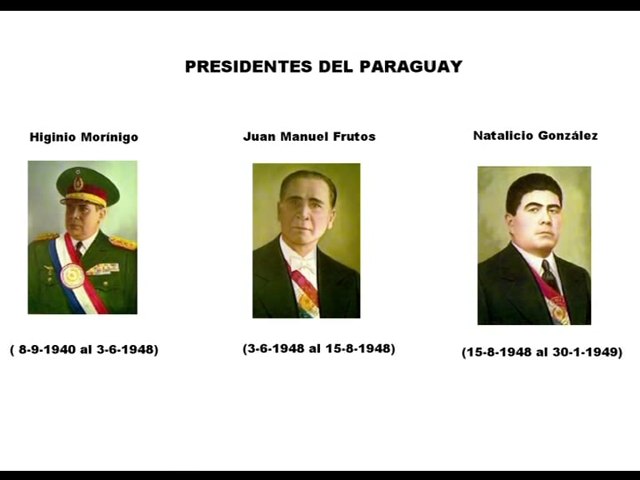 PRESIDENTES DEL PARAGUAY
Higinio Morínigo
Juan Manuel Frutos
Natalicio González
( 8-9-1940 al 3-6-1948)
(3-6-1948 al 15-8-1948)
(15-8-1948 al 30-1-1949)